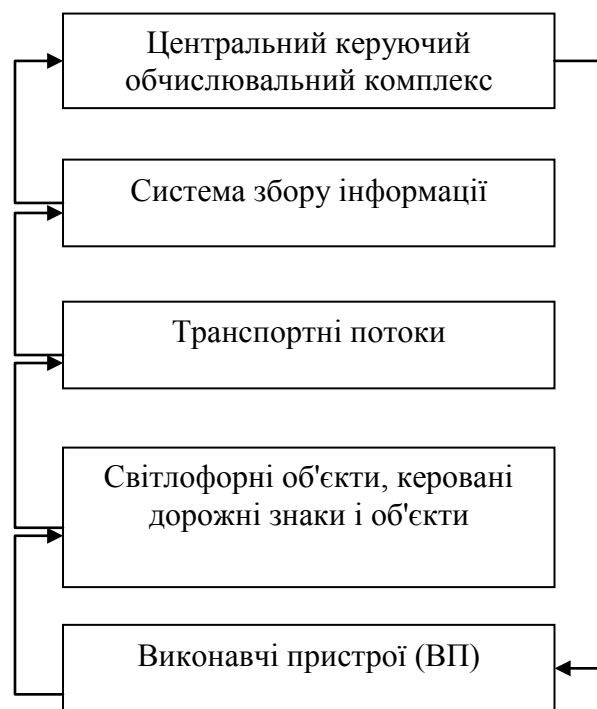 Центральний керуючий
обчислювальний комплекс
Система збору інформації
Транспортні потоки
Світлофорні об'єкти, керовані
дорожні знаки і об'єкти
Виконавчі пристрої (ВП)